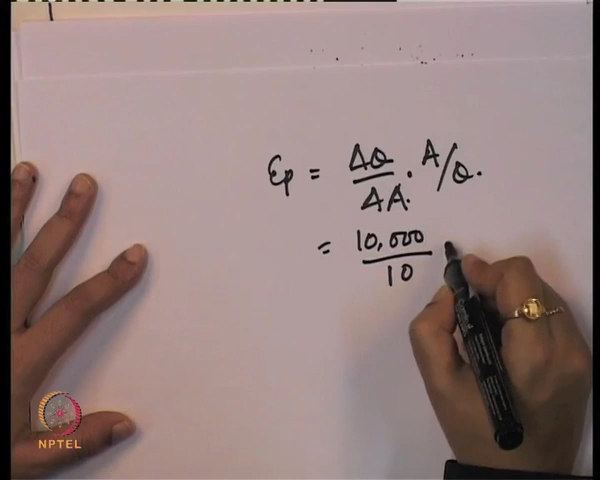 Ep = ΔQ/ΔA . A/Q.
= 10,000/10
NPTEL